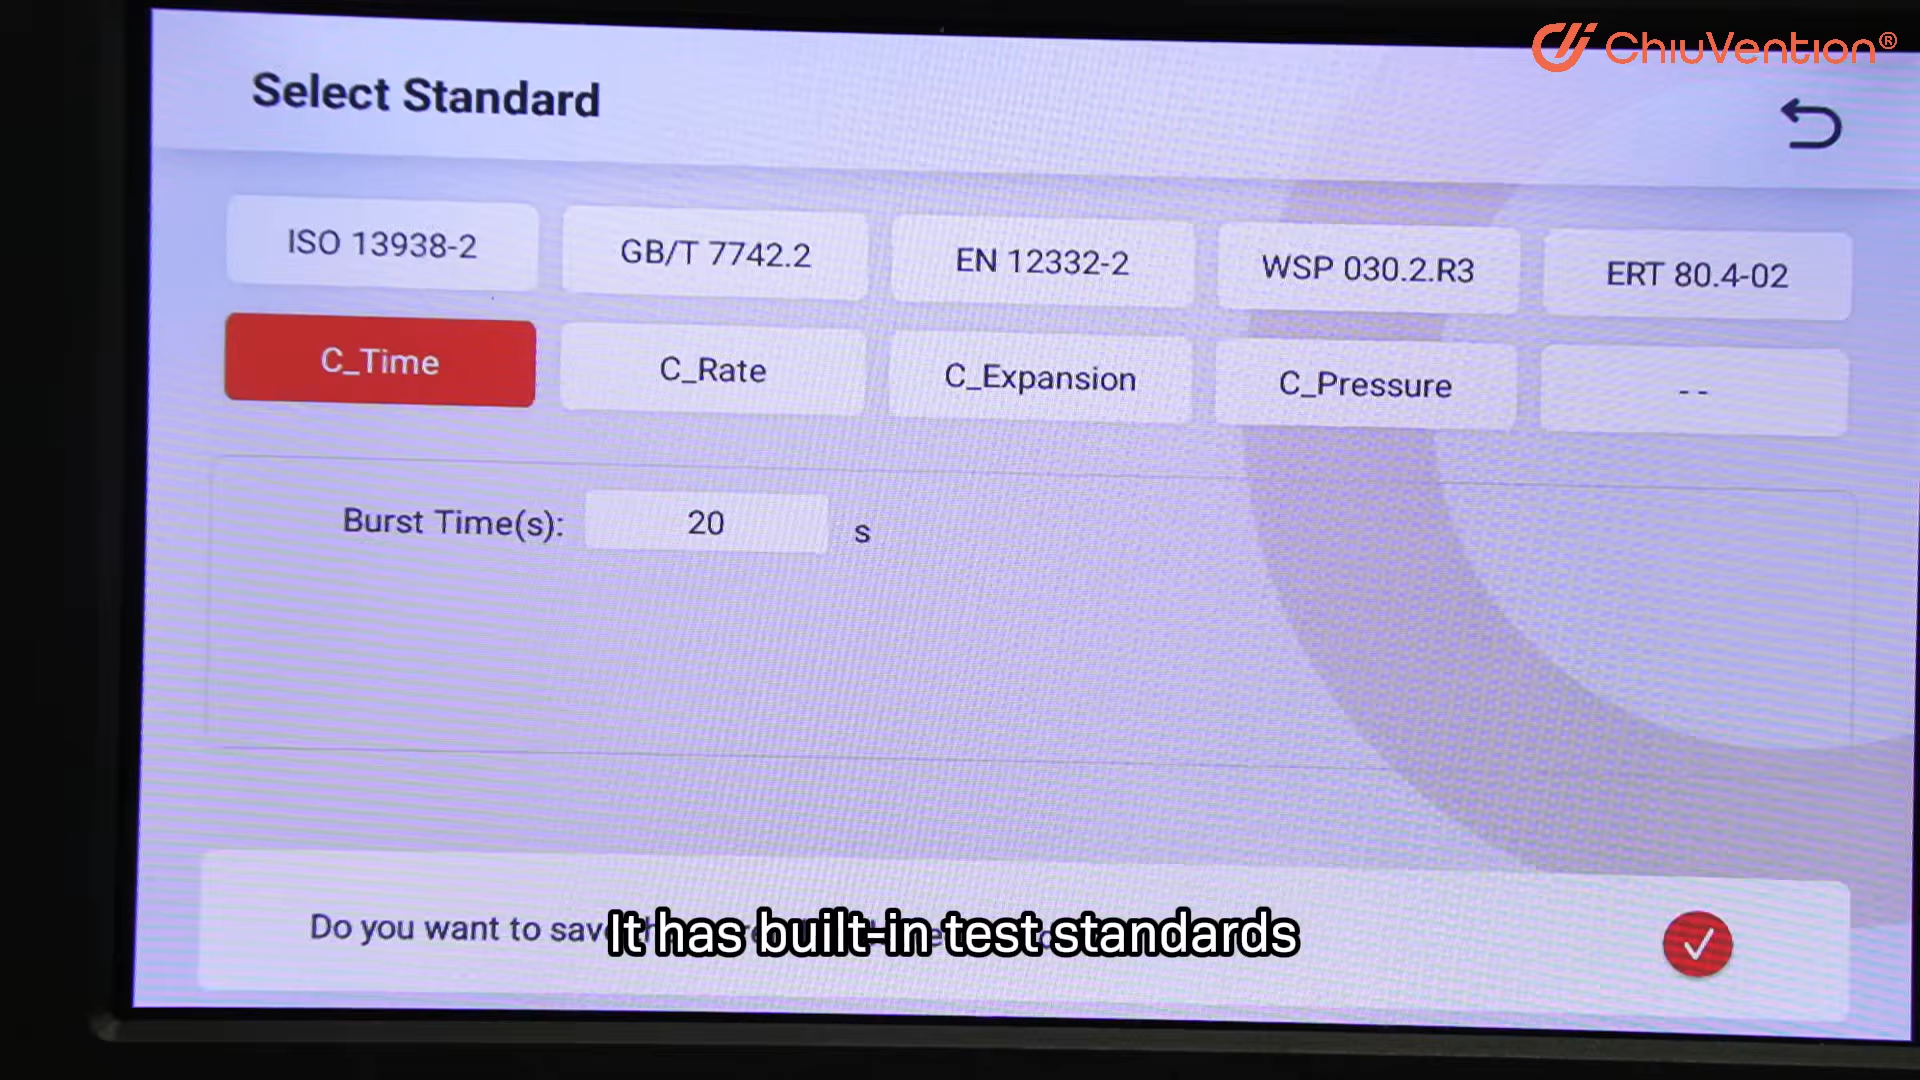 ChiuVention®
Select Standard
ISO 13938-2
GB/T 7742.2
EN 12332-2
WSP 030.2.R3
ERT 80.4-02
C_Time
C_Rate
C_Expansion
C_Pressure
--
Burst Time(s): 20 s
Do you want to save
It has built-in test standards